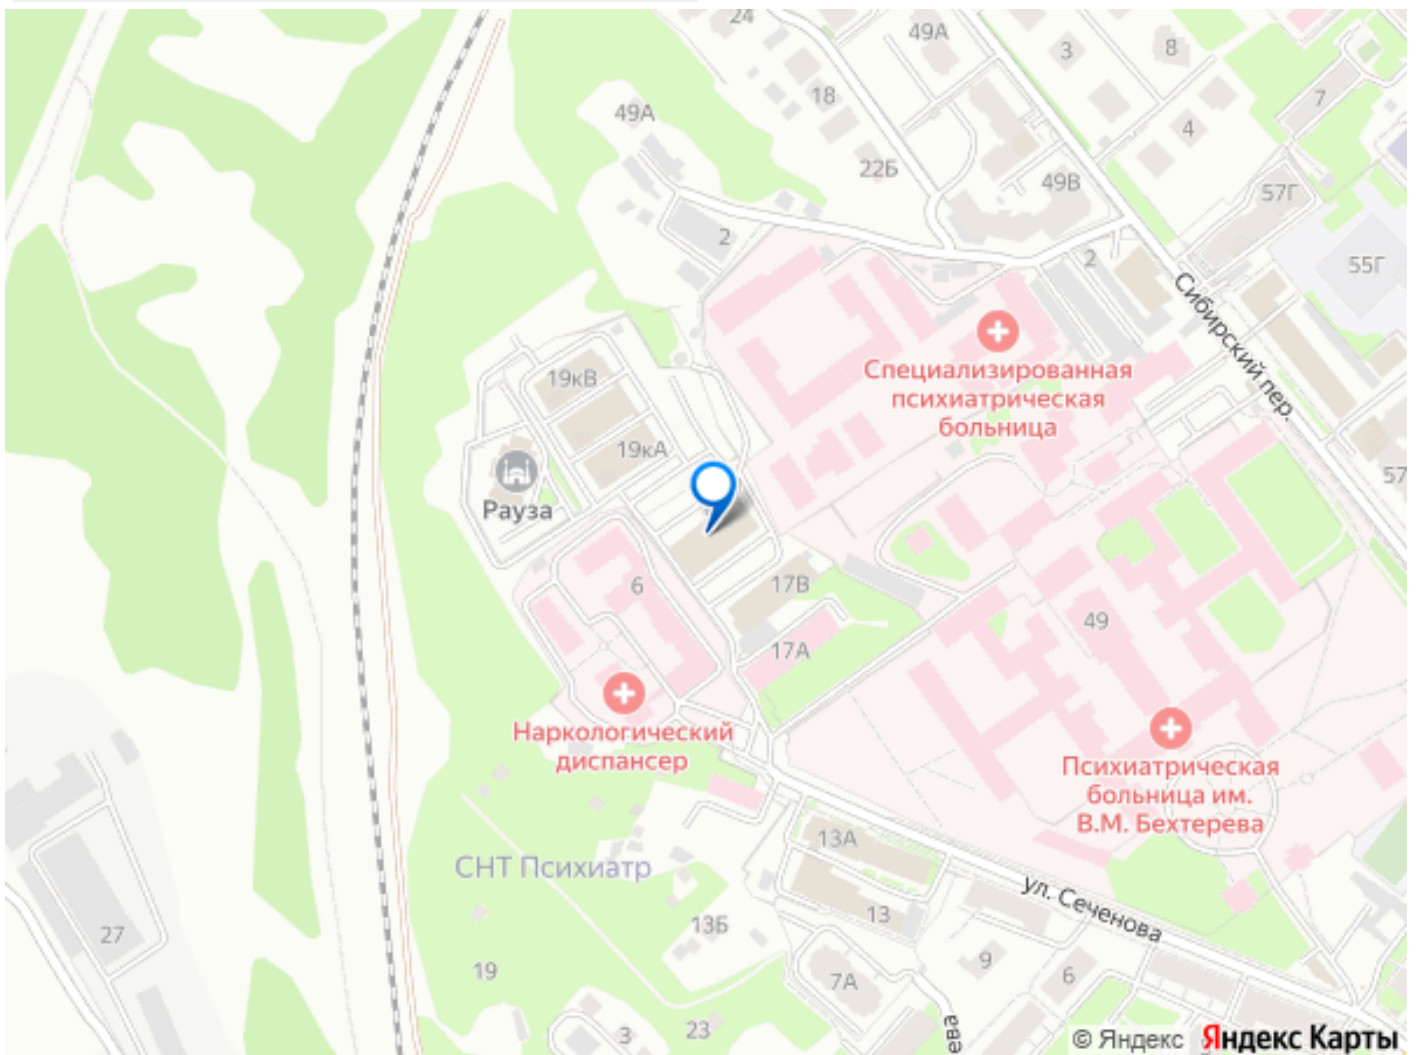 24
49А
3
8
7
18
4
49А
22Б
49В
57Г
2
2
55Г
Сибирский пер.
Специализированная
психиатрическая
больница
19кВ
19кА
57
Рауза
6
17В
49
17А
Наркологический
диспансер
Психиатрическая
больница им.
В.М. Бехтерева
13А
СНТ Психиатр
ул. Сеченова
13
13Б
27
9
6
19
7А
3
23
ева
© Яндекс Яндекс Карты